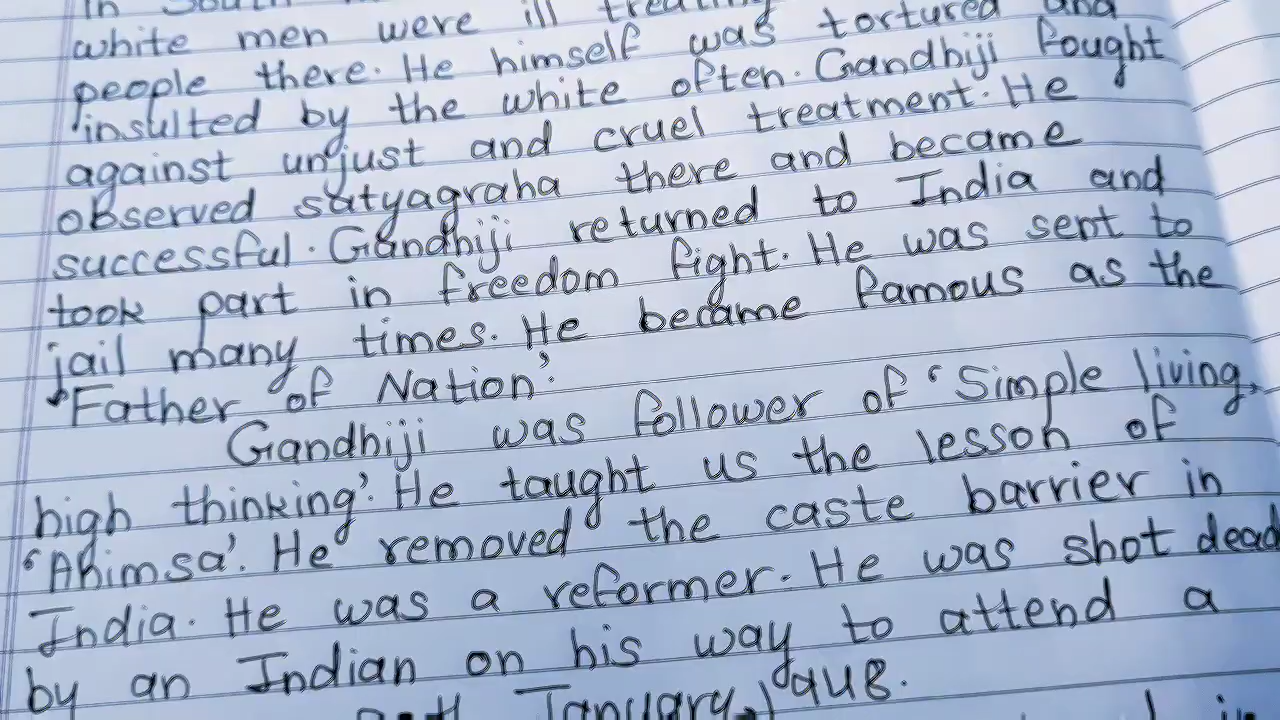 in South
white men were ill treating
people there. He himself was tortured and
insulted by the white often. Gandhiji fought
against unjust and cruel treatment. He
observed satyagraha there and became
successful. Gandhiji returned to India and
took part in freedom fight. He was sent to
jail many times. He became famous as the
'Father of Nation'.
Gandhiji was follower of 'Simple living,
high thinking'. He taught us the lesson of
'Ahimsa'. He removed the caste barrier in
India. He was a reformer. He was shot dead
by an Indian on his way to attend a
January, 1948.